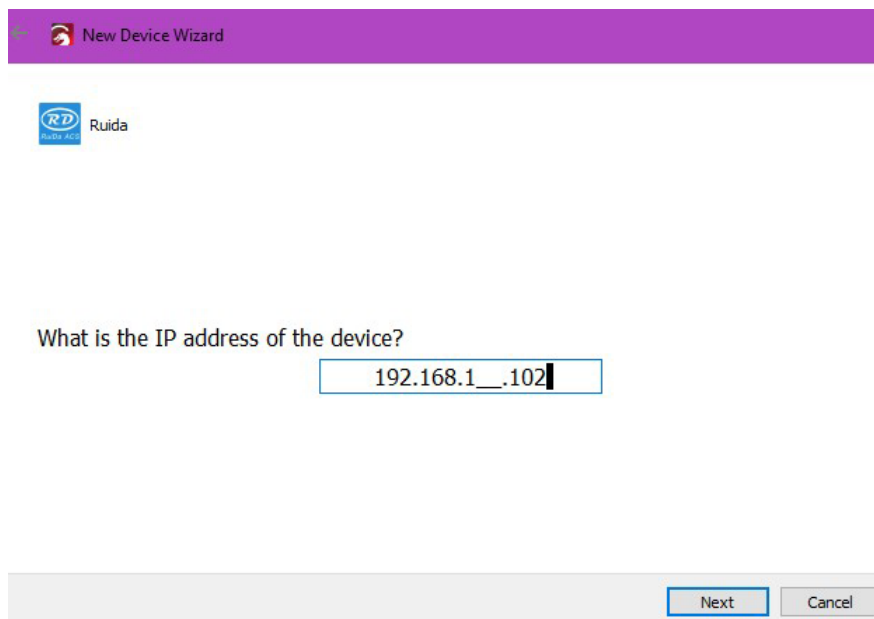 New Device Wizard
RD
RuiDa ACS
Ruida
What is the IP address of the device?
192.168.1__.102
Next
Cancel